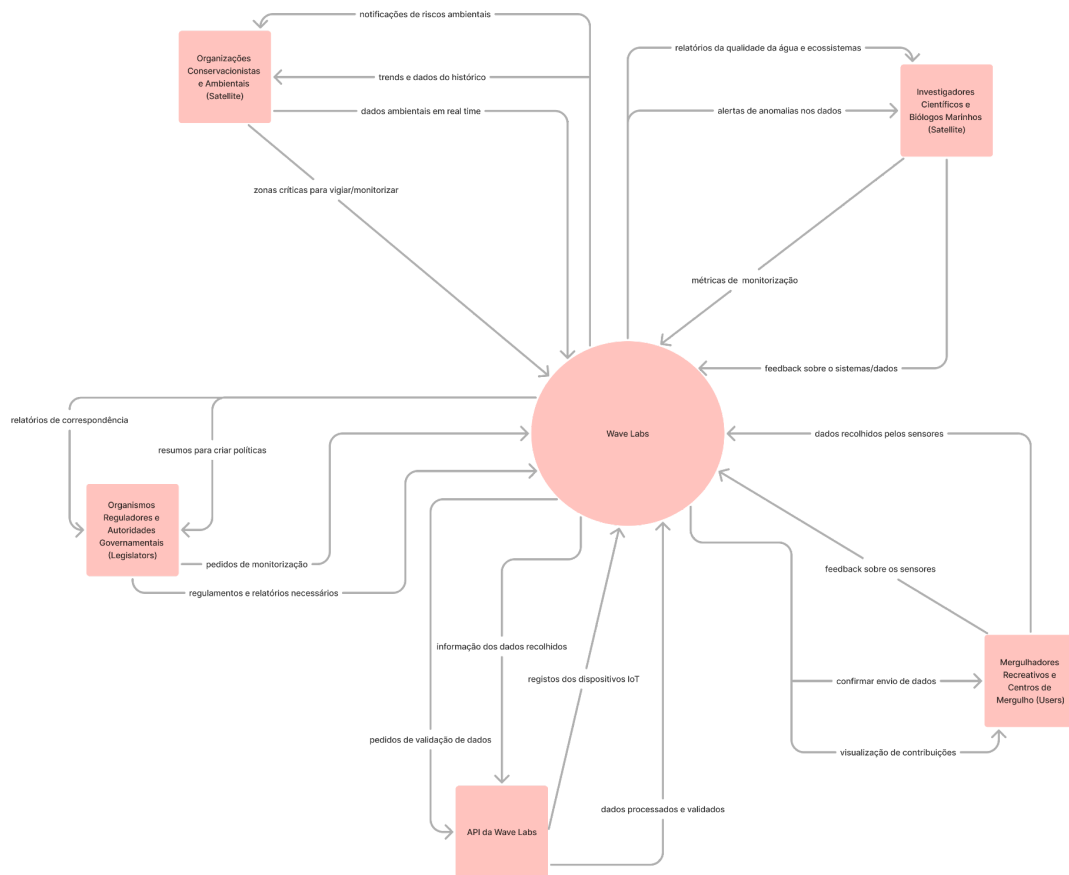 notificações de riscos ambientais
Organizações
Conservacionistas
e Ambientais
(Satellite)
trends e dados do histórico
dados ambientais em real time
zonas críticas para vigiar/monitorizar
relatórios da qualidade da água e ecossistemas
Investigadores
Científicos e
Biólogos Marinhos
(Satellite)
alertas de anomalias nos dados
métricas de  monitorização
feedback sobre o sistemas/dados
Wave Labs
relatórios de correspondência
resumos para criar políticas
Organismos
Reguladores e
Autoridades
Governamentais
(Legislators)
pedidos de monitorização
regulamentos e relatórios necessários
dados recolhidos pelos sensores
feedback sobre os sensores
Mergulhadores
Recreativos e
Centros de
Mergulho (Users)
confirmar envio de dados
visualização de contribuições
informação dos dados recolhidos
registos dos dispositivos IoT
pedidos de validação de dados
dados processados e validados
API da Wave Labs